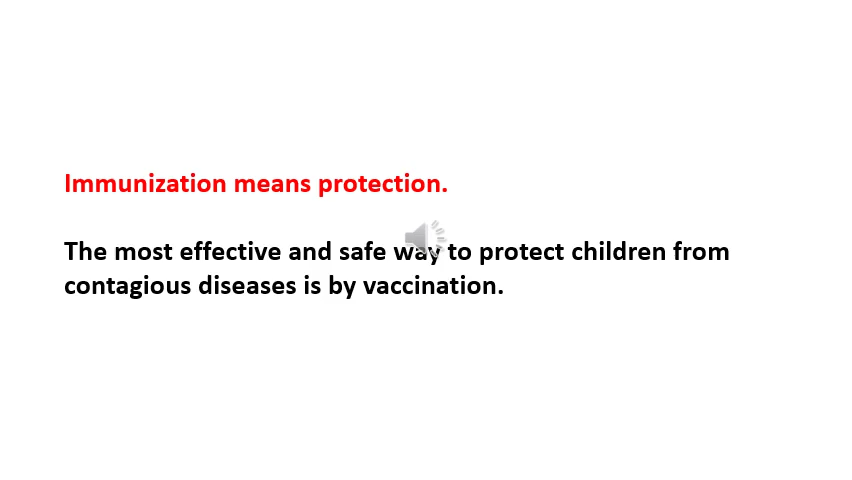 Immunization means protection.
The most effective and safe way to protect children from
contagious diseases is by vaccination.